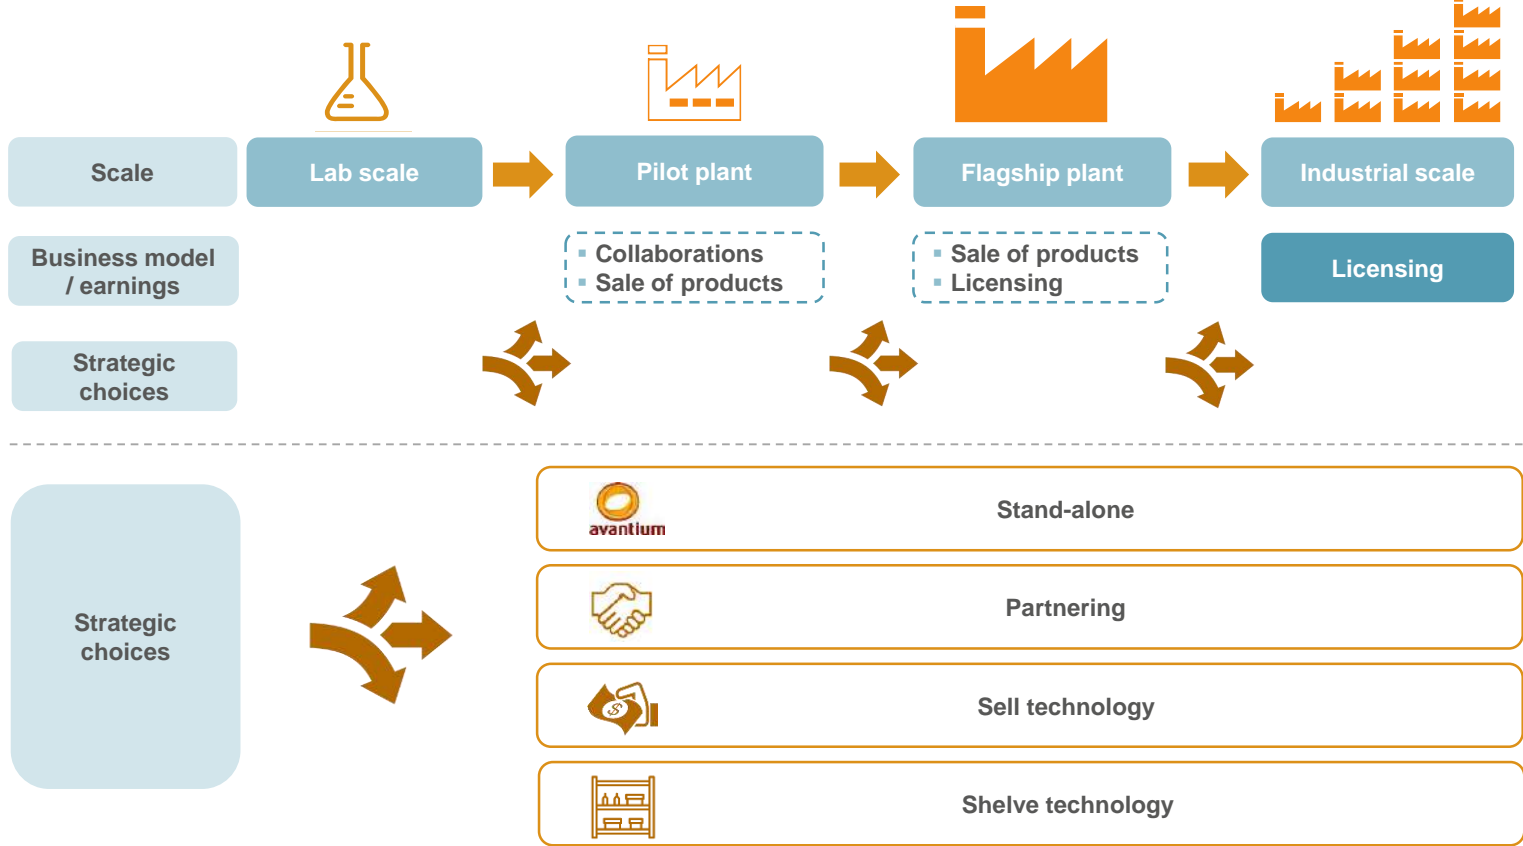 Scale
Lab scale
Pilot plant
Flagship plant
Industrial scale
Business model
/ earnings
Collaborations
Sale of products
Sale of products
Licensing
Licensing
Strategic
choices
Strategic
choices
avantium
Stand-alone
Partnering
$
Sell technology
Shelve technology